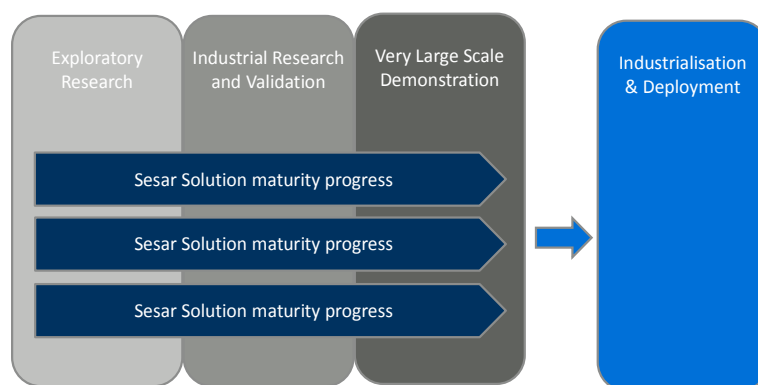 Exploratory
Research
Industrial Research
and Validation
Very Large Scale
Demonstration
Industrialisation
& Deployment
Sesar Solution maturity progress
Sesar Solution maturity progress
Sesar Solution maturity progress